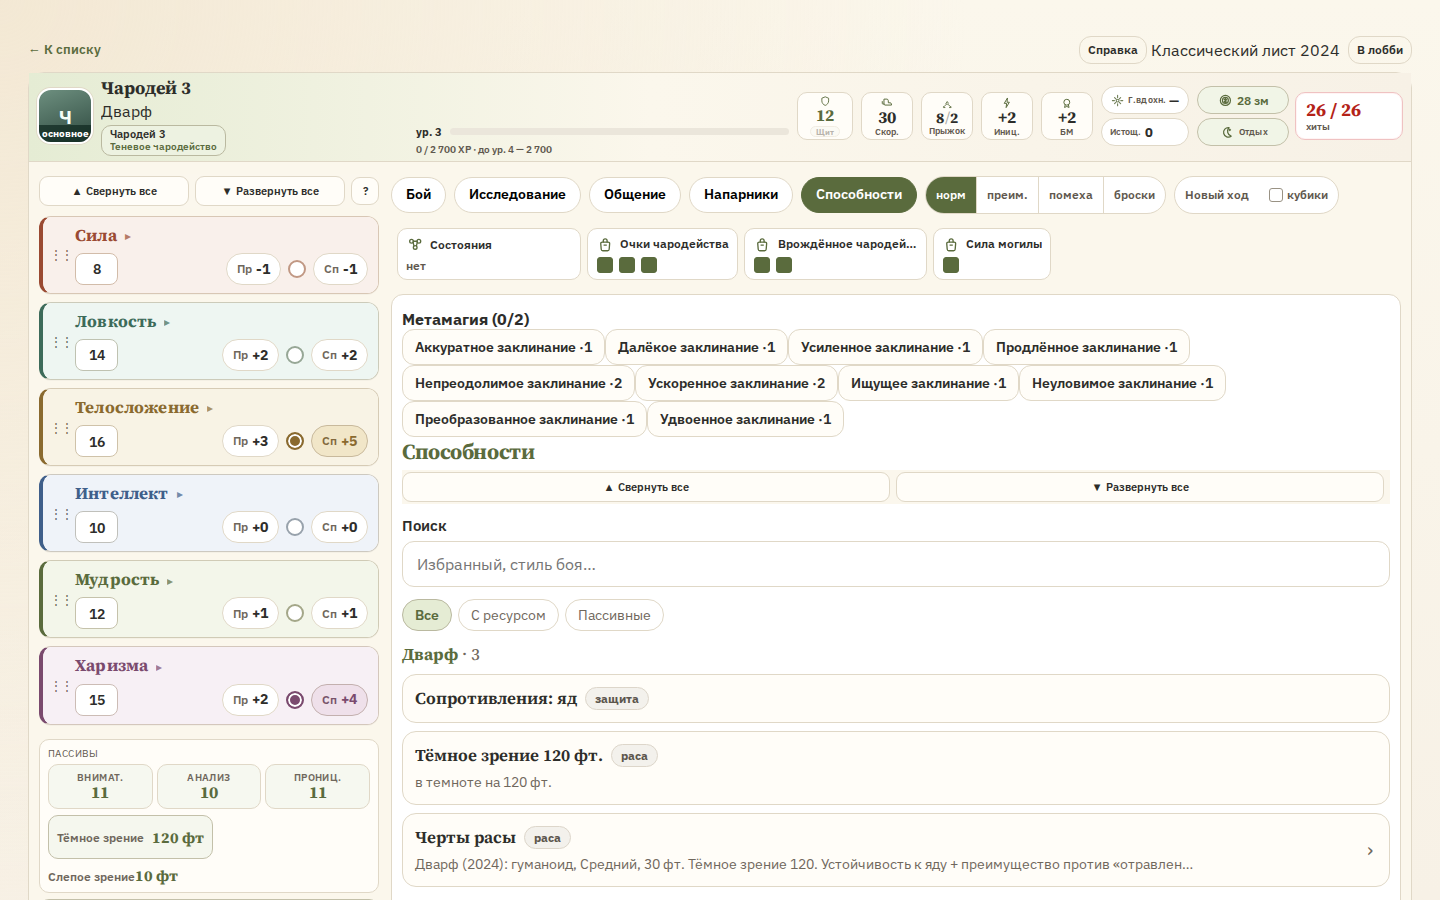 ← К списку
Справка Классический лист 2024 В лобби
Ч
основное
Чародей 3
Дварф
Чародей 3
Теневое чародейство
ур. 3
0 / 2 700 XP · до ур. 4 — 2 700
12
Щит
30
Скор.
8/2
Прыжок
+2
Иниц.
+2
БМ
Г.вдохн. —
Истощ. 0
28 зм
Отдых
26 / 26
хиты
▲ Свернуть все ▼ Развернуть все ?
Сила ▸
8 Пр -1 Сп -1
Ловкость ▸
14 Пр +2 Сп +2
Телосложение ▸
16 Пр +3 Сп +5
Интеллект ▸
10 Пр +0 Сп +0
Мудрость ▸
12 Пр +1 Сп +1
Харизма ▸
15 Пр +2 Сп +4
ПАССИВЫ
ВНИМАТ. АНАЛИЗ ПРОНИЦ.
11 10 11
Тёмное зрение 120 фт
Слепое зрение10 фт
Бой Исследование Общение Напарники Способности норм преим. помеха броски Новый ход кубики
Состояния
нет
Очки чародейства
Врождённое чародей...
Сила могилы
Метамагия (0/2)
Аккуратное заклинание ·1 Далёкое заклинание ·1 Усиленное заклинание ·1 Продлённое заклинание ·1
Непреодолимое заклинание ·2 Ускоренное заклинание ·2 Ищущее заклинание ·1 Неуловимое заклинание ·1
Преобразованное заклинание ·1 Удвоенное заклинание ·1
Способности
▲ Свернуть все ▼ Развернуть все
Поиск
Избранный, стиль боя...
Все С ресурсом Пассивные
Дварф · 3
Сопротивления: яд защита
Тёмное зрение 120 фт. раса
в темноте на 120 фт.
Черты расы раса
Дварф (2024): гуманоид, Средний, 30 фт. Тёмное зрение 120. Устойчивость к яду + преимущество против «отравлен... ›